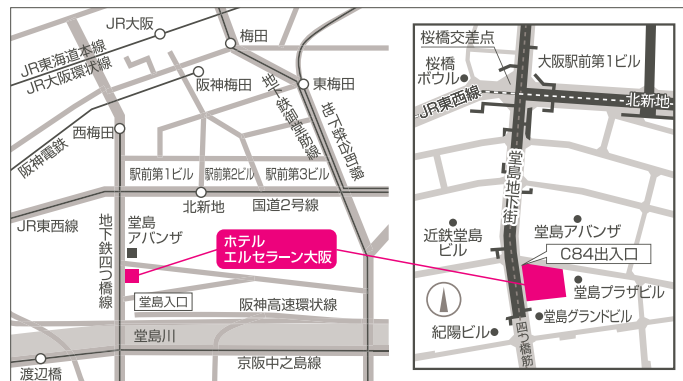 JR大阪
梅田
JR東海道本線
JR大阪環状線
阪神梅田
東梅田
地下鉄御堂筋線
地下鉄谷町線
西梅田
阪神電鉄
駅前第1ビル
駅前第2ビル
駅前第3ビル
北新地
国道2号線
JR東西線
地下鉄四つ橋線
堂島
アバンザ
ホテル
エルセラーン大阪
堂島入口
阪神高速環状線
堂島川
渡辺橋
京阪中之島線
桜橋交差点
大阪駅前第1ビル
桜橋
ボウル
JR東西線
北新地
堂島地下街
近鉄堂島
ビル
堂島アバンザ
C84出入口
堂島プラザビル
堂島グランドビル
紀陽ビル
四つ橋筋